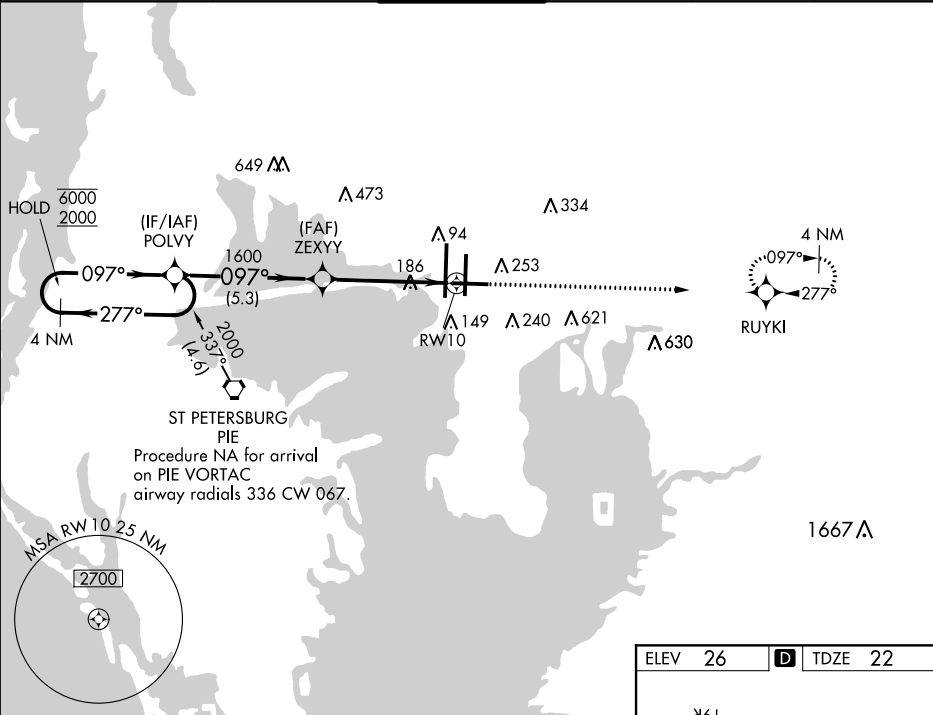 649
473
334
HOLD 6000
2000
(IF/IAF)
POLVY
(FAF)
ZEXYY
94
4 NM
097°
1600
097°
(5.3)
186
253
097°
277°
277°
4 NM
RUYKI
2000
337°
(4.6)
149
240
621
RW10
630
ST PETERSBURG
PIE
Procedure NA for arrival
on PIE VORTAC
airway radials 336 CW 067.
1667
MSA RW10 25 NM
2700
ELEV 26 D TDZE 22